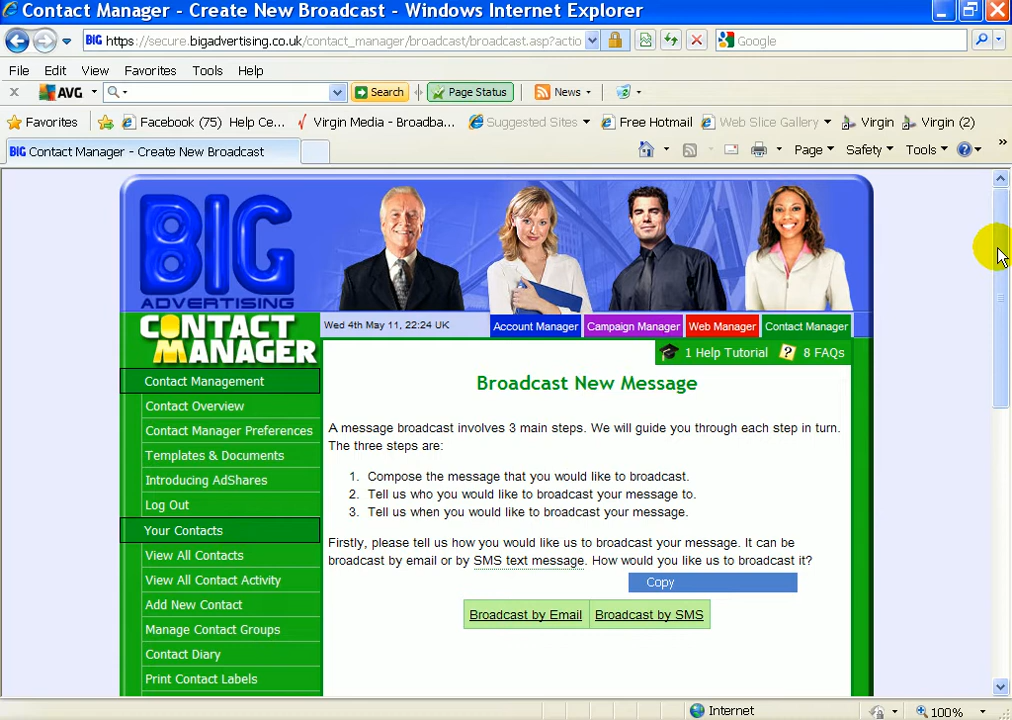 Contact Manager - Create New Broadcast - Windows Internet Explorer
BIG https://secure.bigadvertising.co.uk/contact_manager/broadcast/broadcast.asp?actio
Google
File Edit View Favorites Tools Help
AVG Search Page Status News
Favorites Facebook (75) Help Ce... Virgin Media - Broadba... Suggested Sites Free Hotmail Web Slice Gallery Virgin Virgin (2)
BIG Contact Manager - Create New Broadcast
Page Safety Tools
BIG
ADVERTISING
CONTACT
MANAGER
Wed 4th May 11, 22:24 UK
Account Manager Campaign Manager Web Manager Contact Manager
1 Help Tutorial 8 FAQs
Contact Management
Contact Overview
Contact Manager Preferences
Templates & Documents
Introducing AdShares
Log Out
Your Contacts
View All Contacts
View All Contact Activity
Add New Contact
Manage Contact Groups
Contact Diary
Print Contact Labels
Broadcast New Message
A message broadcast involves 3 main steps. We will guide you through each step in turn.
The three steps are:
1. Compose the message that you would like to broadcast.
2. Tell us who you would like to broadcast your message to.
3. Tell us when you would like to broadcast your message.
Firstly, please tell us how you would like us to broadcast your message. It can be
broadcast by email or by SMS text message. How would you like us to broadcast it?
Copy
Broadcast by Email Broadcast by SMS
Internet
100%